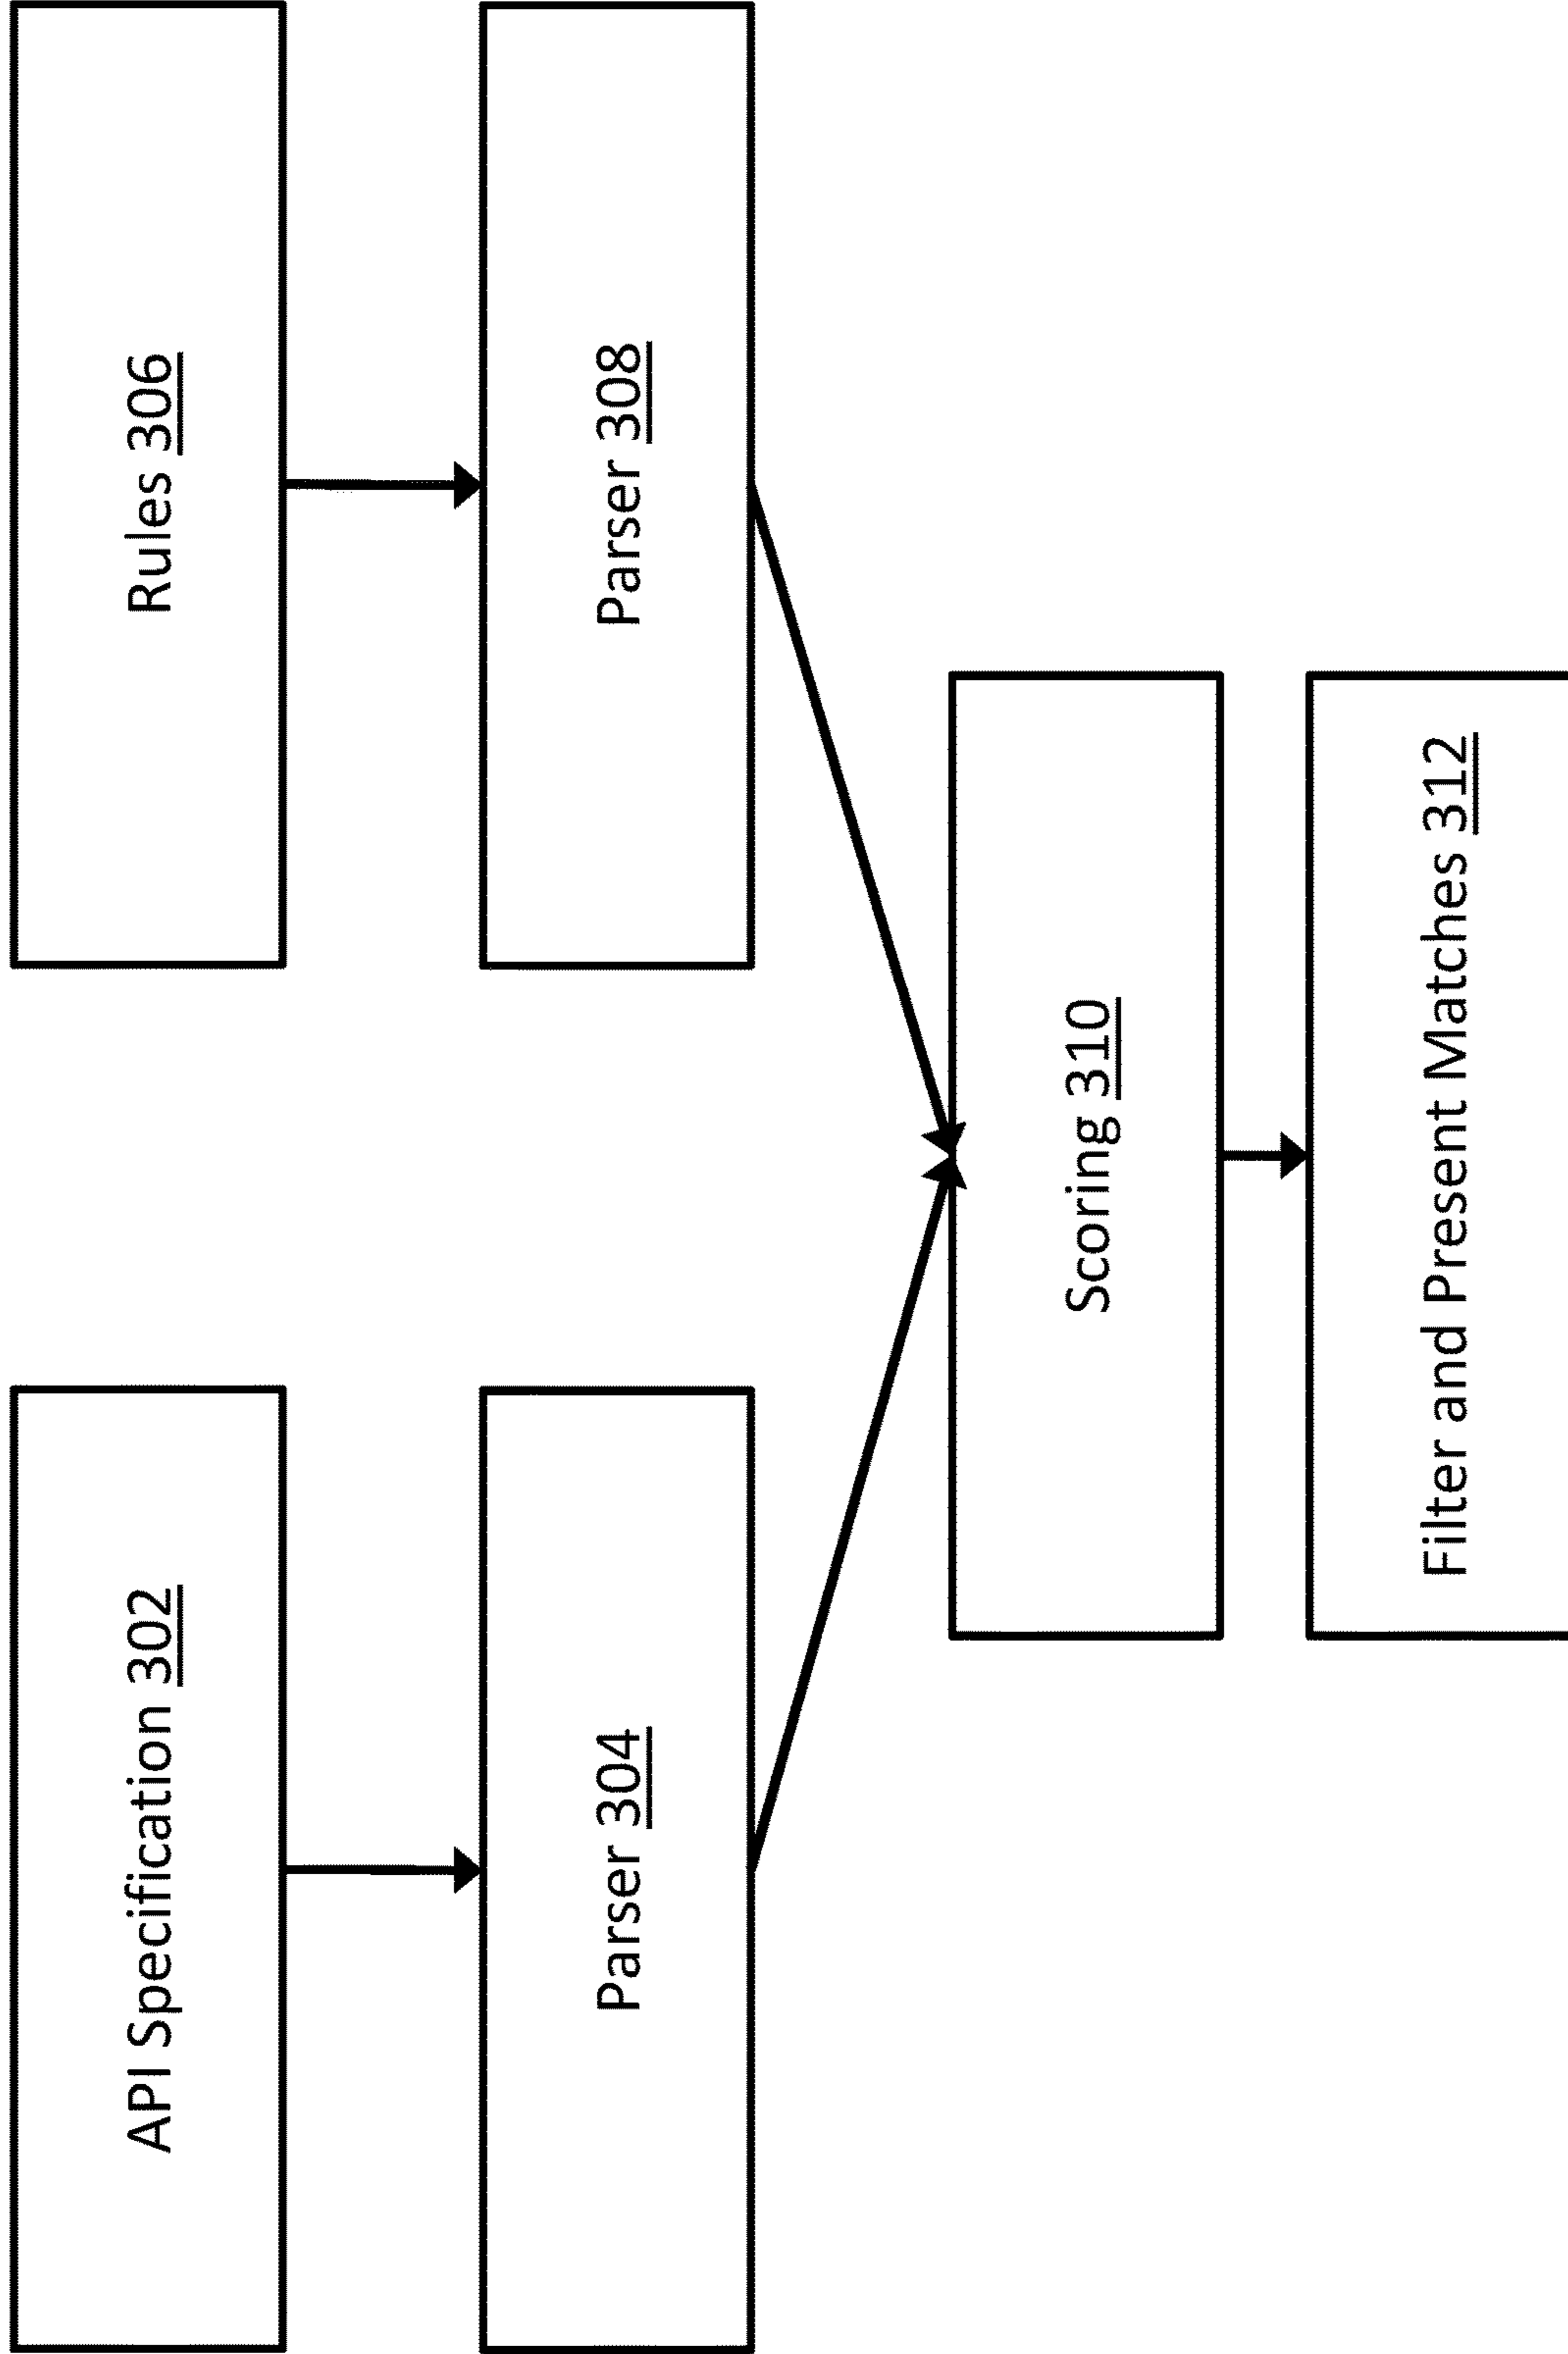 API Specification 302
Rules 306
Parser 304
Parser 308
Scoring 310
Filter and Present Matches 312